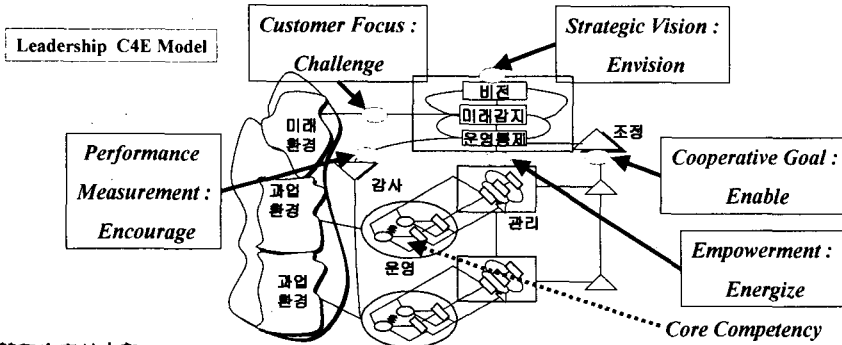 Leadership C4E Model
Customer Focus :
Challenge
Strategic Vision :
Envision
비전
미래감지
운영통제
조정
미래
환경
Performance
Measurement :
Encourage
Cooperative Goal :
Enable
감사
과업
환경
관리
운영
Empowerment :
Energize
과업
환경
Core Competency